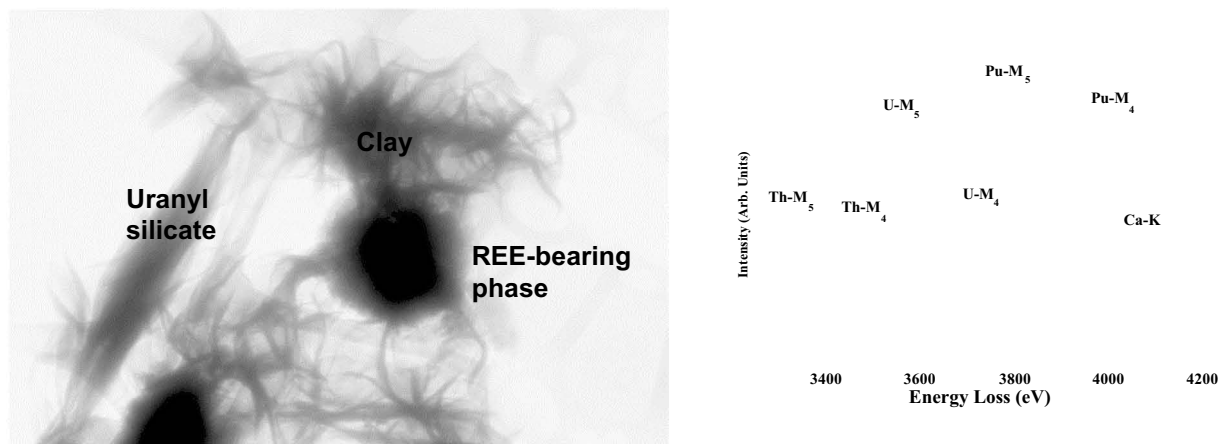 Clay
Uranyl
silicate
REE-bearing
phase
Pu-M5
Pu-M4
U-M5
Th-M5
Th-M4
U-M4
Ca-K
Intensity (Arb. Units)
3400 3600 3800 4000 4200
Energy Loss (eV)